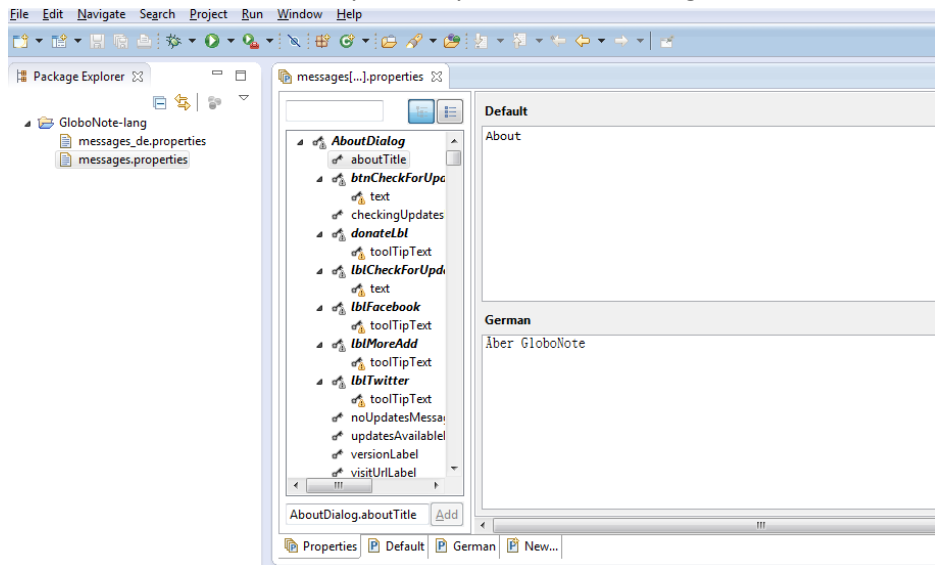 File Edit Navigate Search Project Run Window Help
Package Explorer
messages[...].properties
GloboNote-lang
messages_de.properties
messages.properties
Default
About
AboutDialog
aboutTitle
btnCheckForUpd
text
checkingUpdates
donateLbl
toolTipText
lblCheckForUpd
text
lblFacebook
toolTipText
lblMoreAdd
toolTipText
lblTwitter
toolTipText
noUpdatesMessa
updatesAvailable
versionLabel
visitUrlLabel
German
Åber GloboNote
AboutDialog.aboutTitle Add
Properties Default German New...